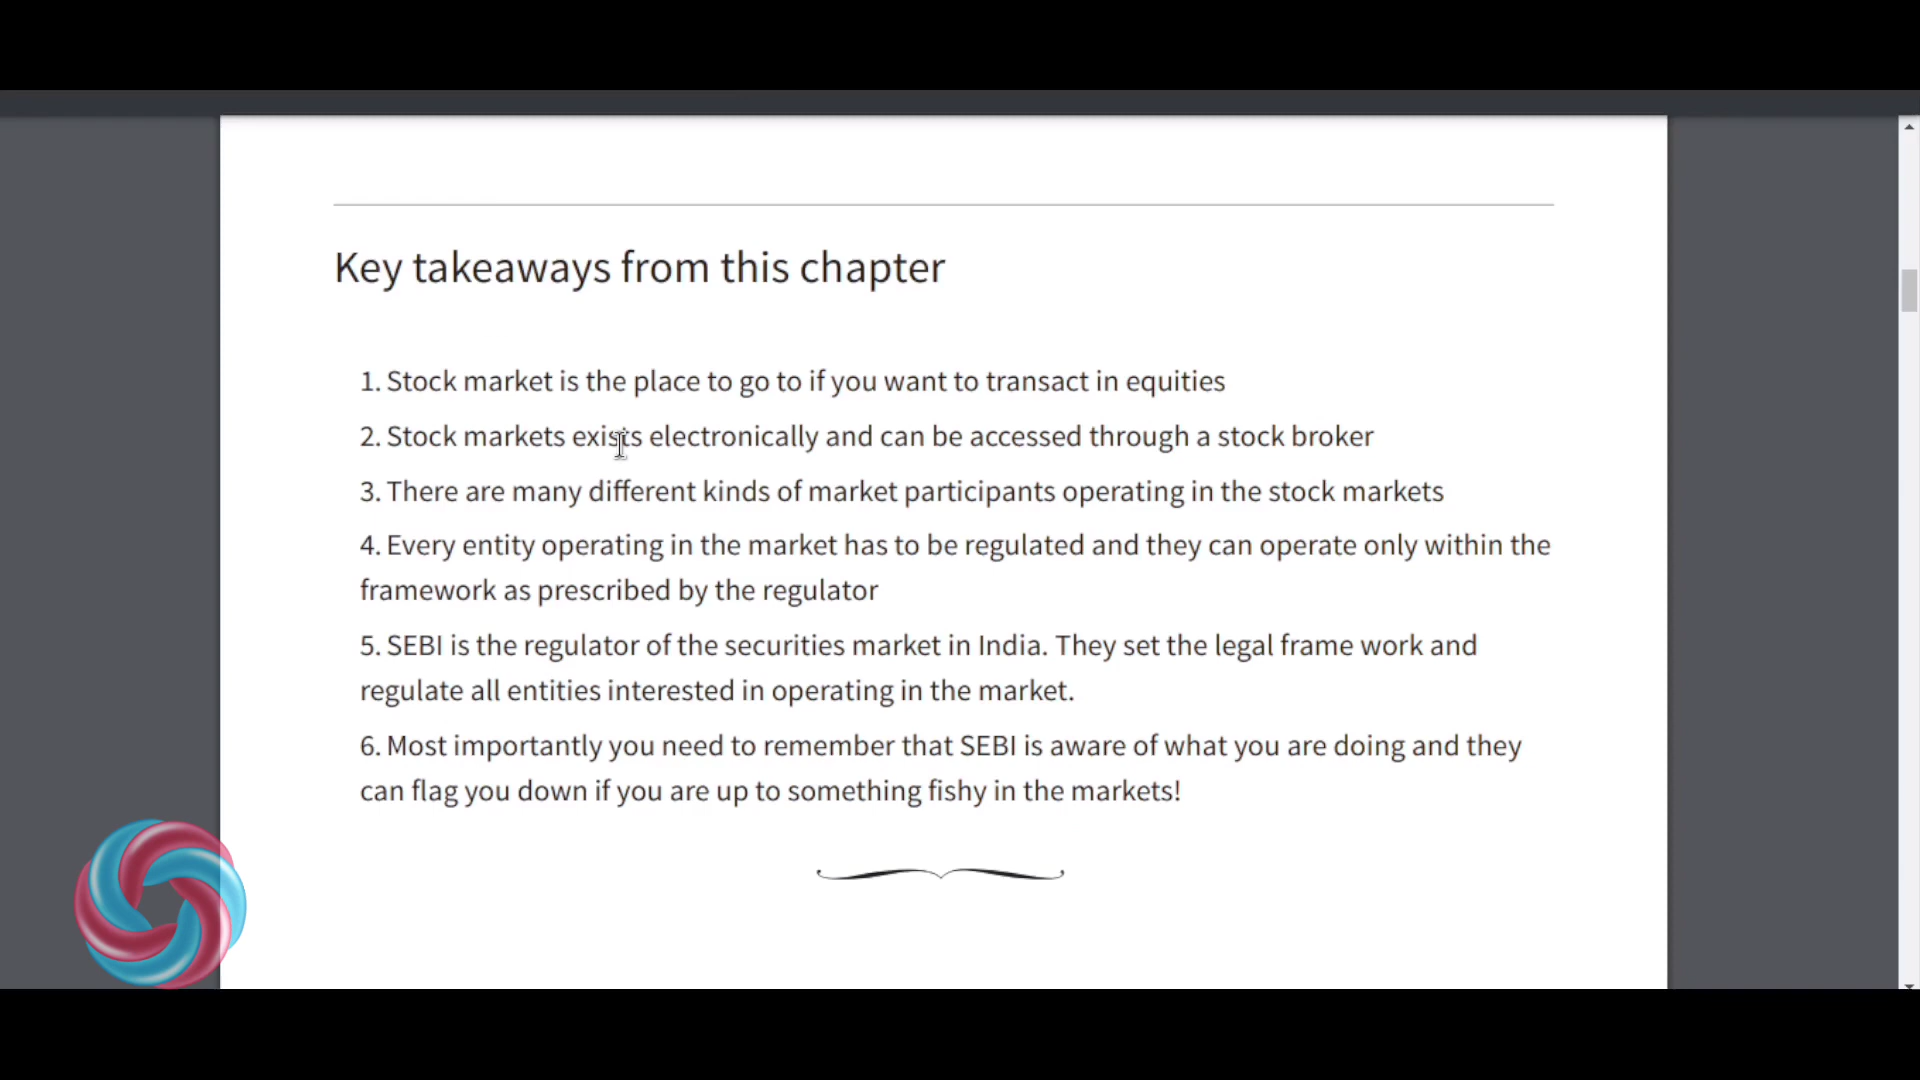 Key takeaways from this chapter
1. Stock market is the place to go to if you want to transact in equities
2. Stock markets exists electronically and can be accessed through a stock broker
3. There are many different kinds of market participants operating in the stock markets
4. Every entity operating in the market has to be regulated and they can operate only within the
framework as prescribed by the regulator
5. SEBI is the regulator of the securities market in India. They set the legal frame work and
regulate all entities interested in operating in the market.
6. Most importantly you need to remember that SEBI is aware of what you are doing and they
can flag you down if you are up to something fishy in the markets!